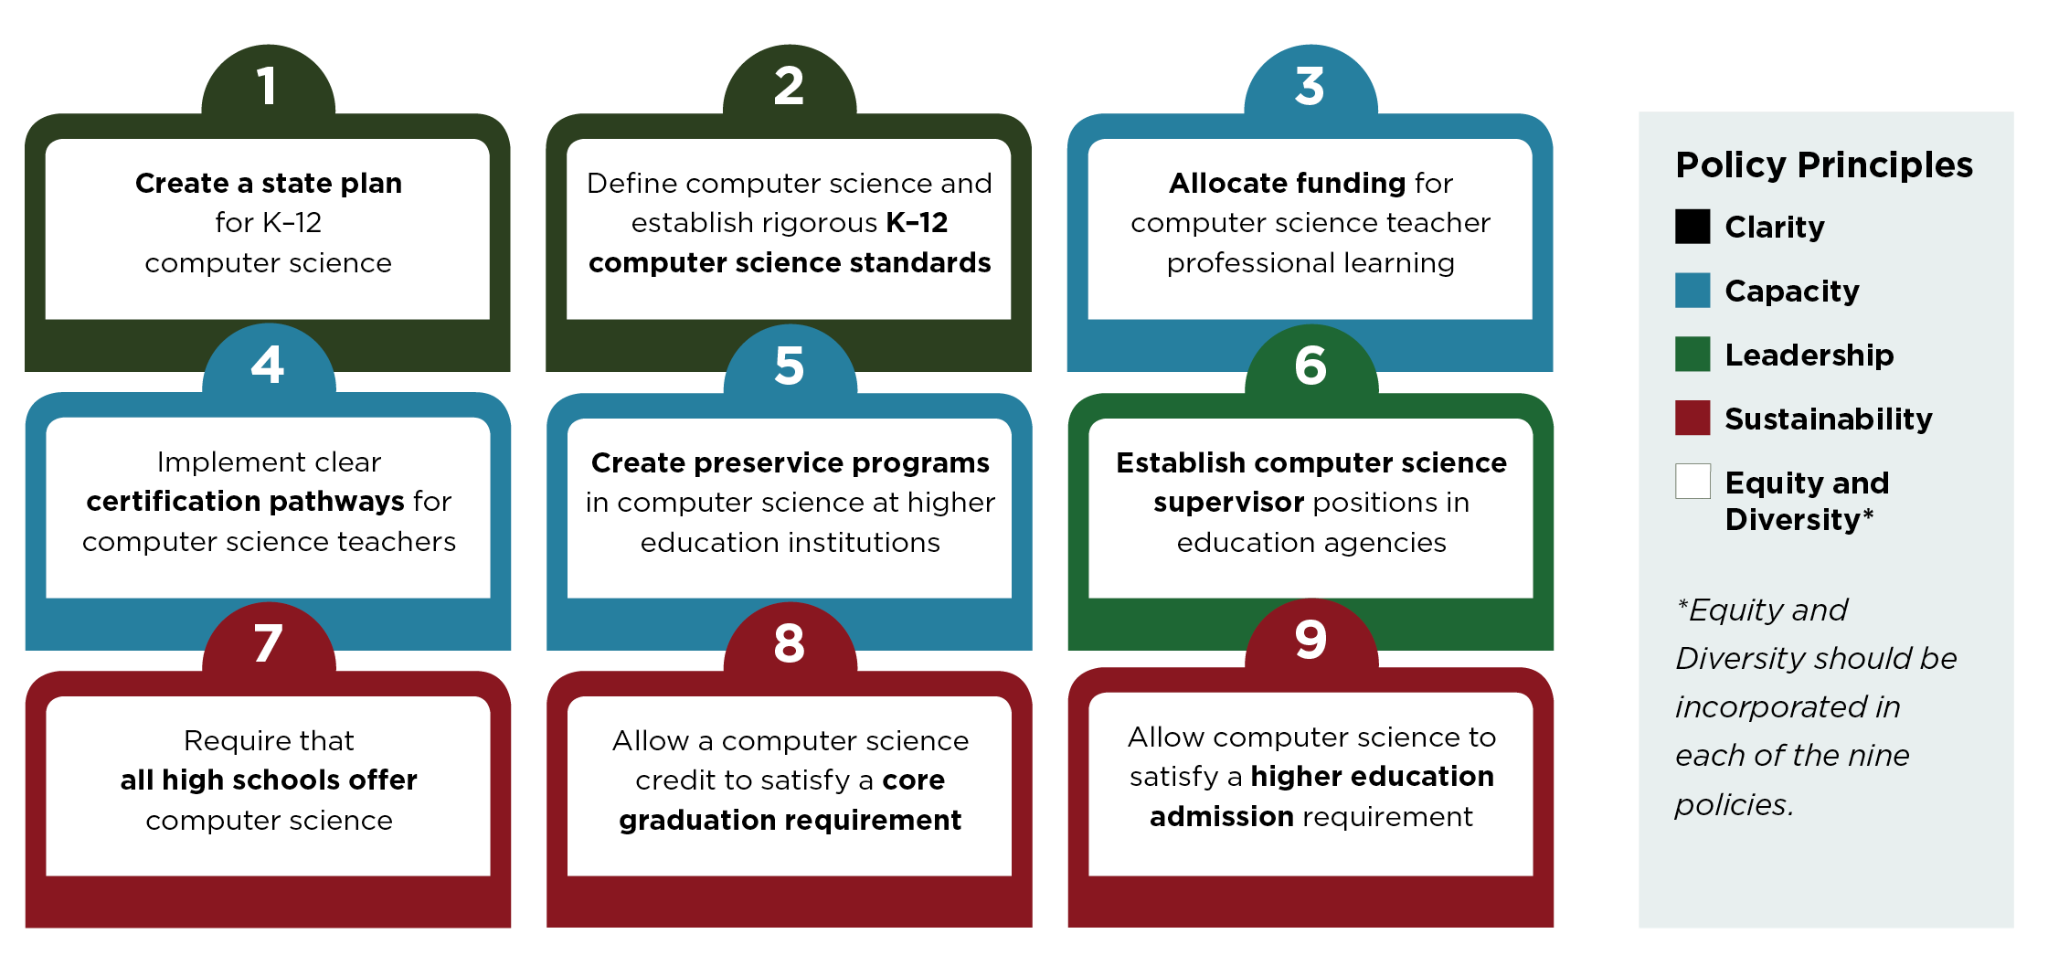 1
Create a state plan
for K–12
computer science
2
Define computer science and
establish rigorous K–12
computer science standards
3
Allocate funding for
computer science teacher
professional learning
4
Implement clear
certification pathways for
computer science teachers
5
Create preservice programs
in computer science at higher
education institutions
6
Establish computer science
supervisor positions in
education agencies
7
Require that
all high schools offer
computer science
8
Allow a computer science
credit to satisfy a core
graduation requirement
9
Allow computer science to
satisfy a higher education
admission requirement
Policy Principles
Clarity
Capacity
Leadership
Sustainability
Equity and
Diversity*
*Equity and
Diversity should be
incorporated in
each of the nine
policies.